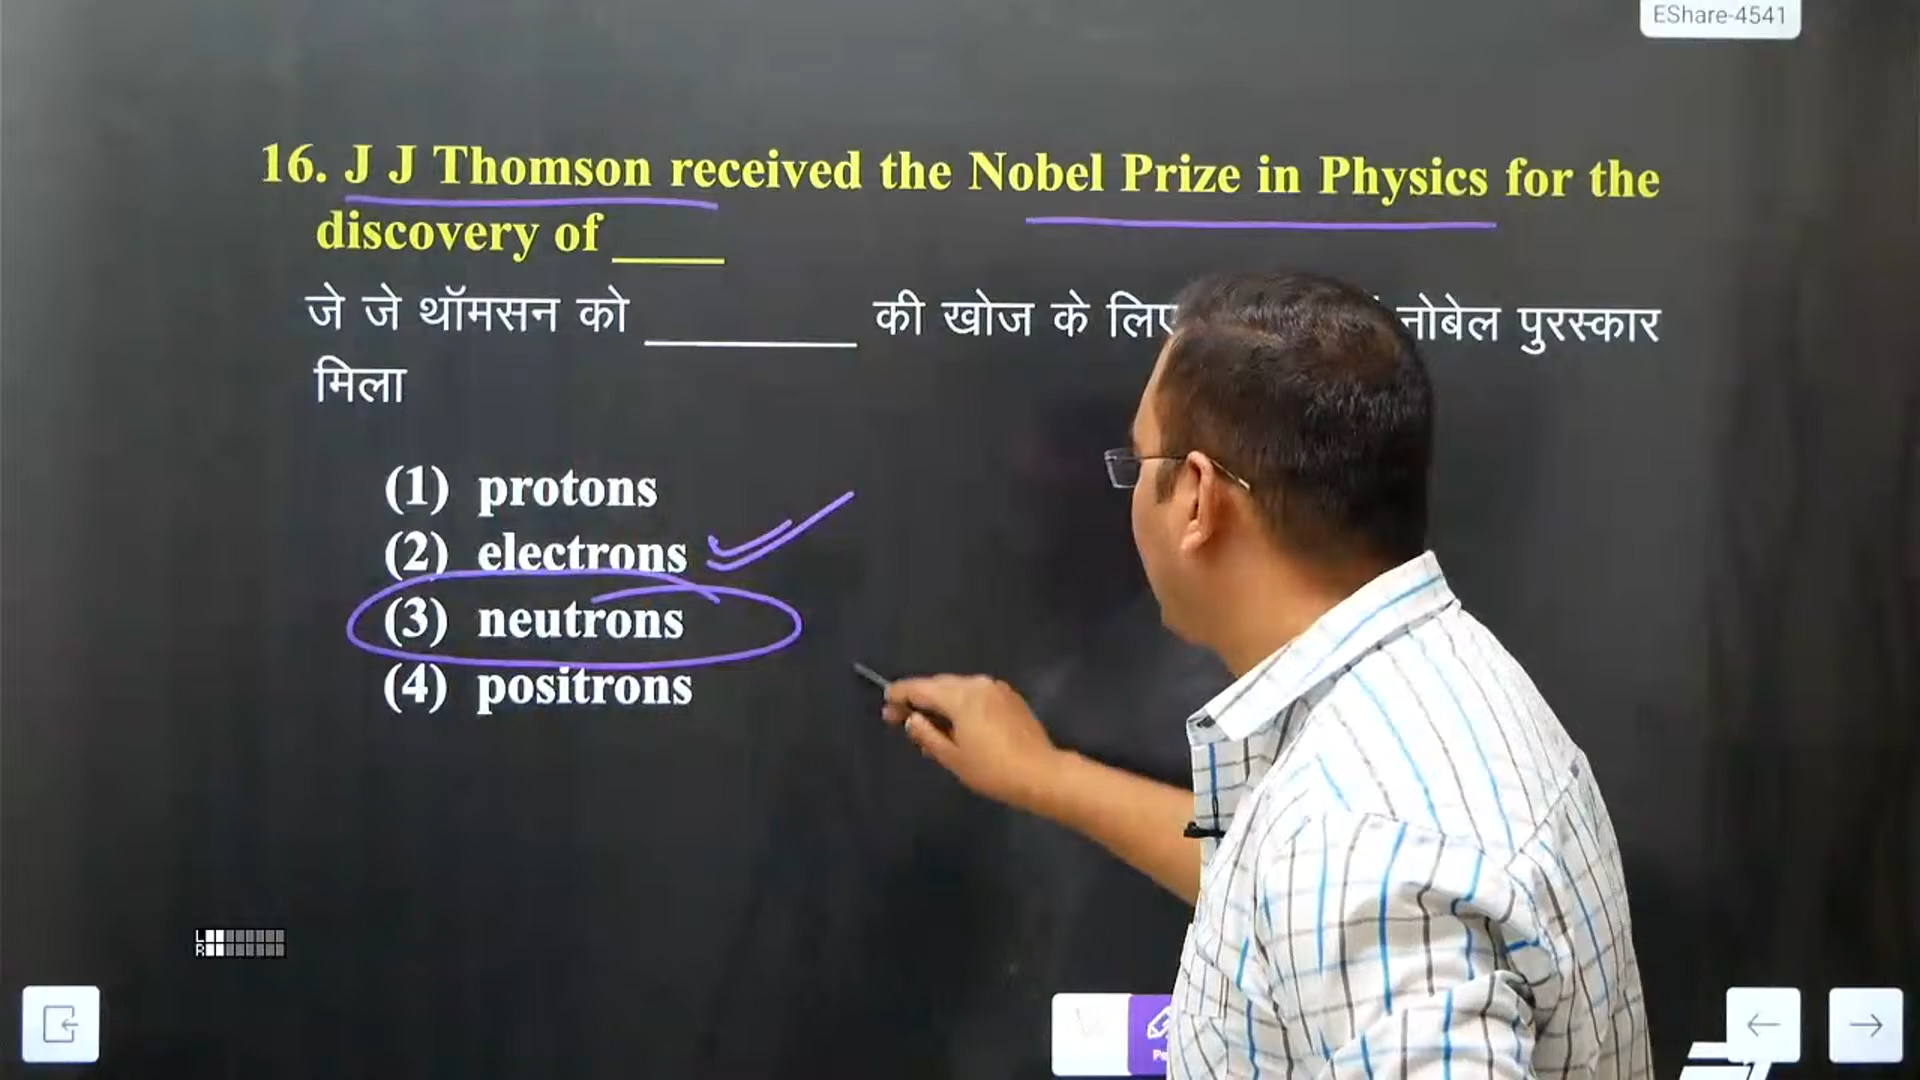 EShare-4541
16. J J Thomson received the Nobel Prize in Physics for the
discovery of ____
जे जे थॉमसन को ________ की खोज के लिए नोबेल पुरस्कार
मिला
(1) protons
(2) electrons
(3) neutrons
(4) positrons
L
R